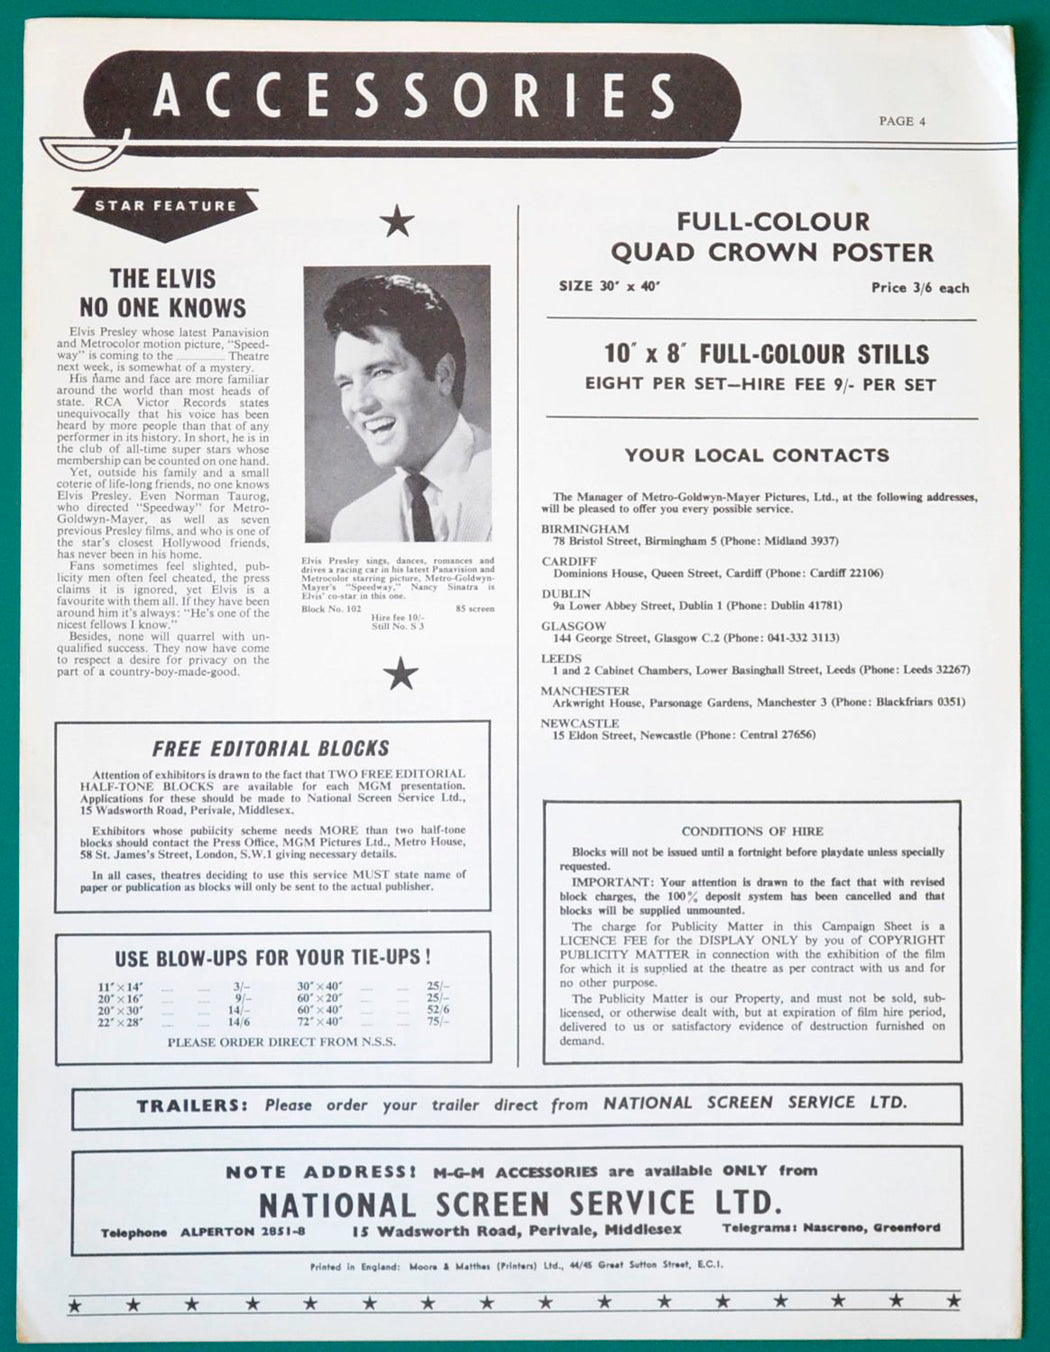 ACCESSORIES
PAGE 4
STAR FEATURE
THE ELVIS
NO ONE KNOWS
Elvis Presley whose latest Panavision
and Metrocolor motion picture, "Speed-
way" is coming to the ............ Theatre
next week, is somewhat of a mystery.
His name and face are more familiar
around the world than most heads of
state. RCA Victor Records states
unequivocally that his voice has been
heard by more people than that of any
performer in its history. In short, he is in
the club of all-time super stars whose
membership can be counted on one hand.
Yet, outside his family and a small
coterie of life-long friends, no one knows
Elvis Presley. Even Norman Taurog,
who directed "Speedway" for Metro-
Goldwyn-Mayer, as well as seven
previous Presley films, and who is one of
the star's closest Hollywood friends,
has never been in his home.
Fans sometimes feel slighted, pub-
licity men often feel cheated, the press
claims it is ignored, yet Elvis is a
favourite with them all. If they have been
around him it's always: "He's one of the
nicest fellows I know."
Besides, none will quarrel with un-
qualified success. They now have come
to respect a desire for privacy on the
part of a country-boy-made-good.
Elvis Presley sings, dances, romances and
drives a racing car in his latest Panavision and
Metrocolor starring picture, Metro-Goldwyn-
Mayer's "Speedway." Nancy Sinatra is
Elvis' co-star in this one.
Block No. 102 85 screen
Hire fee 10/-
Still No. S 3
FREE EDITORIAL BLOCKS
Attention of exhibitors is drawn to the fact that TWO FREE EDITORIAL
HALF-TONE BLOCKS are available for each MGM presentation.
Applications for these should be made to National Screen Service Ltd.,
15 Wadsworth Road, Perivale, Middlesex.
Exhibitors whose publicity scheme needs MORE than two half-tone
blocks should contact the Press Office, MGM Pictures Ltd., Metro House,
58 St. James's Street, London, S.W.1 giving necessary details.
In all cases, theatres deciding to use this service MUST state name of
paper or publication as blocks will only be sent to the actual publisher.
USE BLOW-UPS FOR YOUR TIE-UPS!
11" × 14" .... .... 3/- 30" × 40" .... .... 25/-
20" × 16" .... .... 9/- 60" × 20" .... .... 25/-
20" × 30" .... .... 14/- 60" × 40" .... .... 52/6
22" × 28" .... .... 14/6 72" × 40" .... .... 75/-
PLEASE ORDER DIRECT FROM N.S.S.
FULL-COLOUR
QUAD CROWN POSTER
SIZE 30" x 40" Price 3/6 each
10" x 8" FULL-COLOUR STILLS
EIGHT PER SET—HIRE FEE 9/- PER SET
YOUR LOCAL CONTACTS
The Manager of Metro-Goldwyn-Mayer Pictures, Ltd., at the following addresses,
will be pleased to offer you every possible service.
BIRMINGHAM
78 Bristol Street, Birmingham 5 (Phone: Midland 3937)
CARDIFF
Dominions House, Queen Street, Cardiff (Phone: Cardiff 22106)
DUBLIN
9a Lower Abbey Street, Dublin 1 (Phone: Dublin 41781)
GLASGOW
144 George Street, Glasgow C.2 (Phone: 041-332 3113)
LEEDS
1 and 2 Cabinet Chambers, Lower Basinghall Street, Leeds (Phone: Leeds 32267)
MANCHESTER
Arkwright House, Parsonage Gardens, Manchester 3 (Phone: Blackfriars 0351)
NEWCASTLE
15 Eldon Street, Newcastle (Phone: Central 27656)
CONDITIONS OF HIRE
Blocks will not be issued until a fortnight before playdate unless specially
requested.
IMPORTANT: Your attention is drawn to the fact that with revised
block charges, the 100% deposit system has been cancelled and that
blocks will be supplied unmounted.
The charge for Publicity Matter in this Campaign Sheet is a
LICENCE FEE for the DISPLAY ONLY by you of COPYRIGHT
PUBLICITY MATTER in connection with the exhibition of the film
for which it is supplied at the theatre as per contract with us and for
no other purpose.
The Publicity Matter is our Property, and must not be sold, sub-
licensed, or otherwise dealt with, but at expiration of film hire period,
delivered to us or satisfactory evidence of destruction furnished on
demand.
TRAILERS: Please order your trailer direct from NATIONAL SCREEN SERVICE LTD.
NOTE ADDRESS! M-G-M ACCESSORIES are available ONLY from
NATIONAL SCREEN SERVICE LTD.
Telephone ALPERTON 2851-8 15 Wadsworth Road, Perivale, Middlesex Telegrams: Nascreno, Greenford
Printed in England: Moore & Matthes (Printers) Ltd., 44/45 Great Sutton Street, E.C.1.